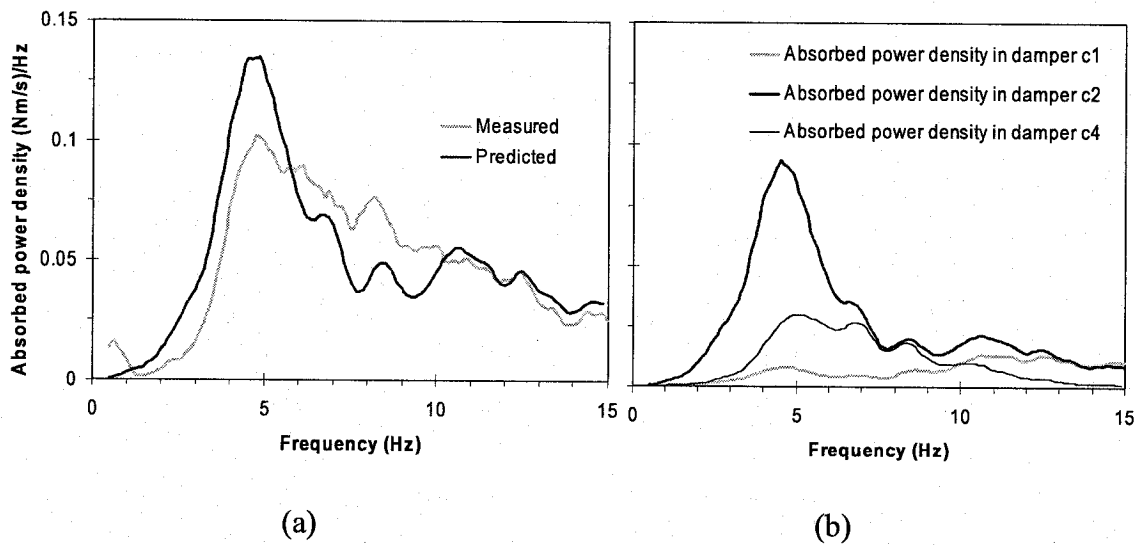 Absorbed power density (Nm/s)/Hz
0.15
0.1
0.05
0
0 5 10 15
Frequency (Hz)
Measured
Predicted
(a)
Absorbed power density in damper c1
Absorbed power density in damper c2
Absorbed power density in damper c4
0 5 10 15
Frequency (Hz)
(b)